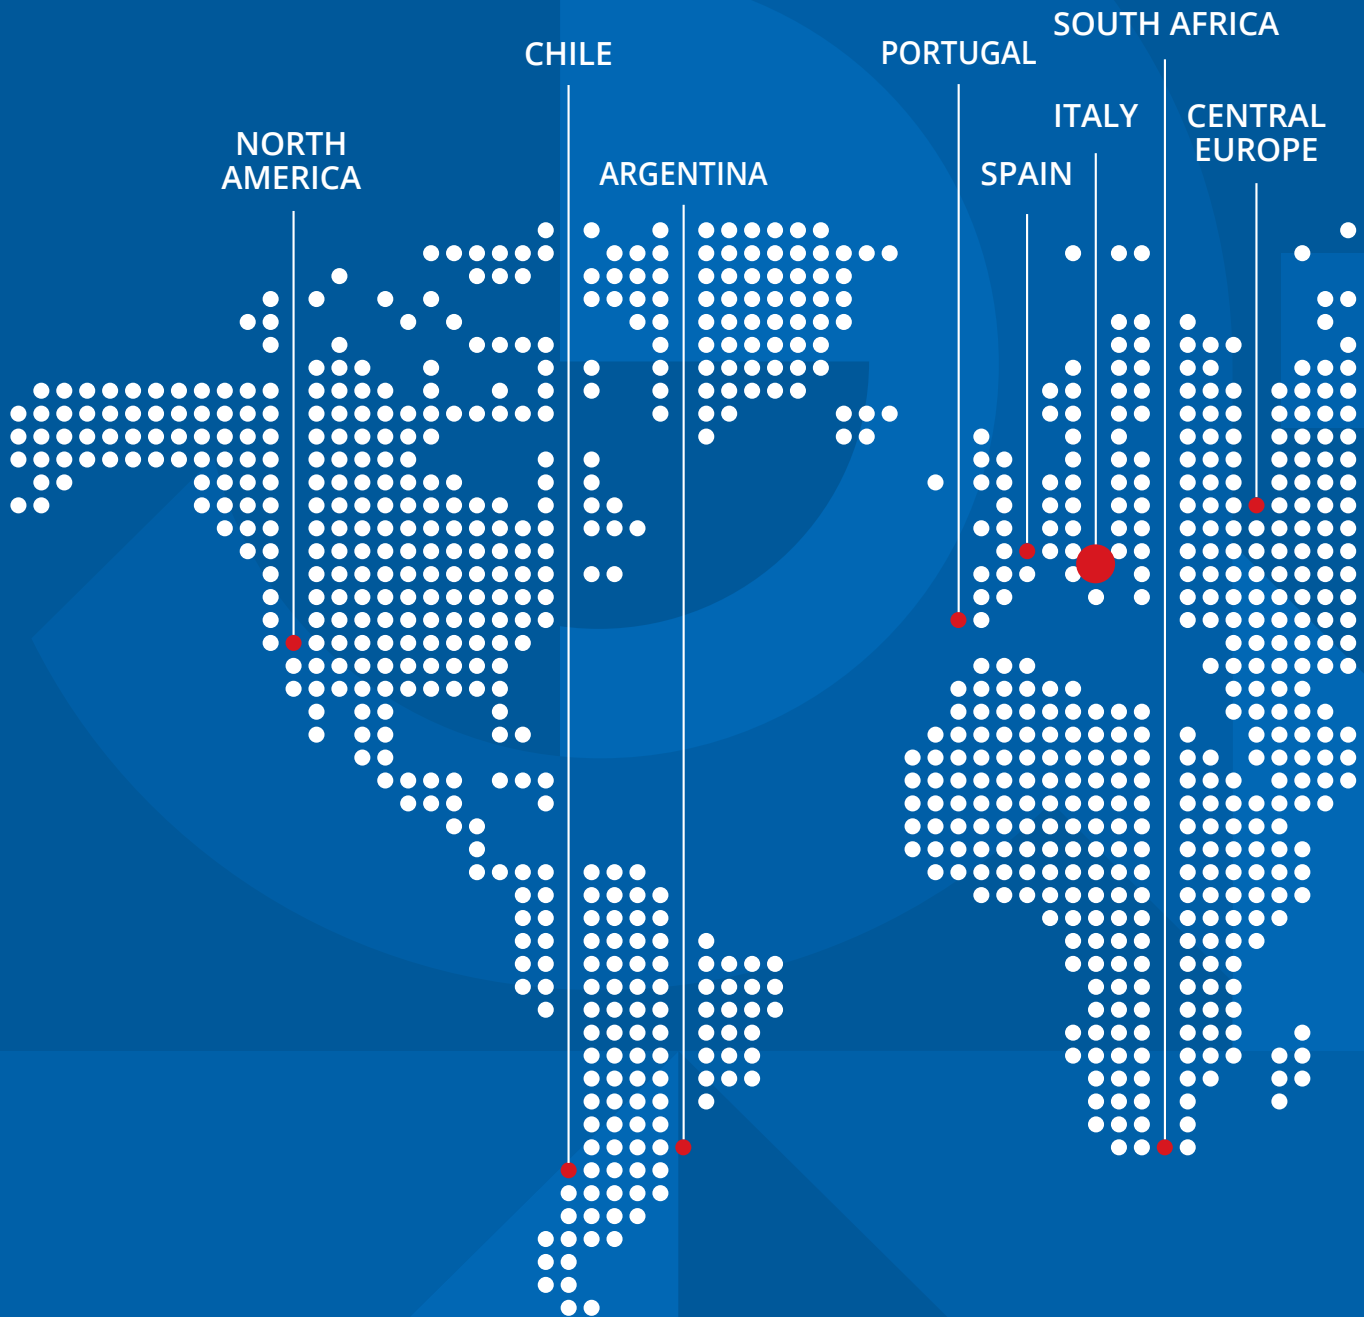 SOUTH AFRICA
CHILE
PORTUGAL
ITALY
CENTRAL
EUROPE
NORTH
AMERICA
ARGENTINA
SPAIN